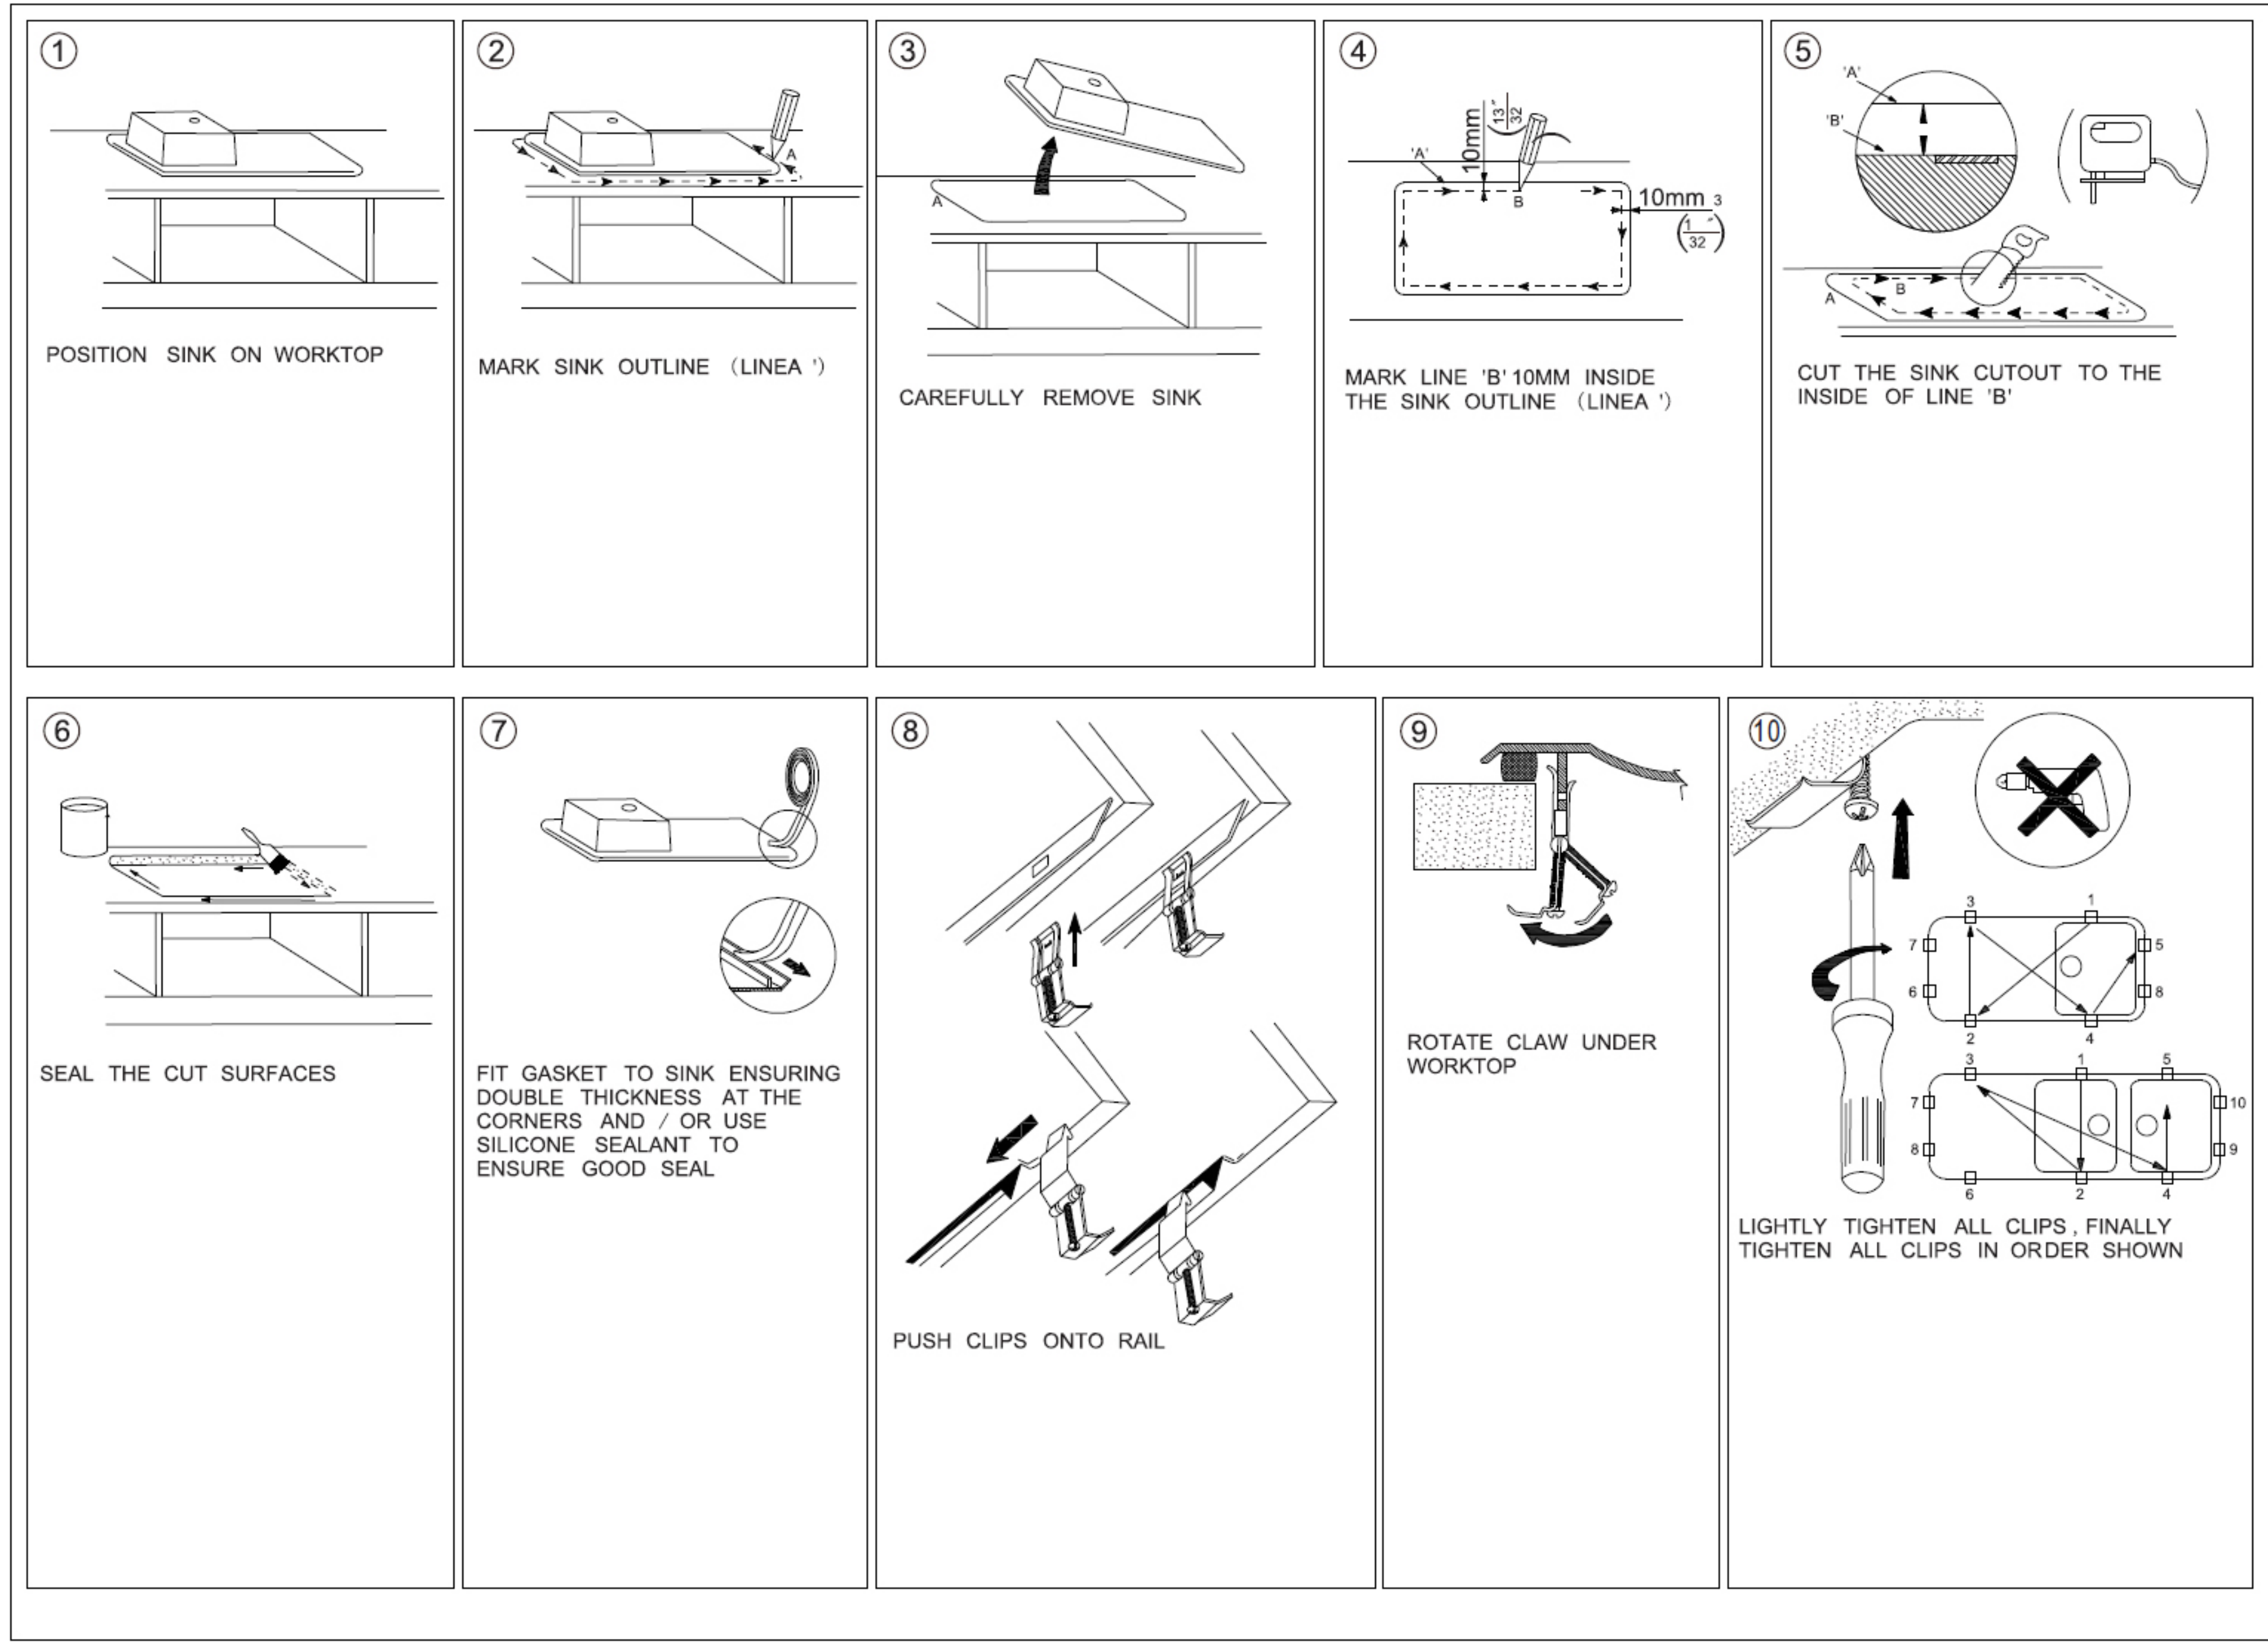 ①
POSITION SINK ON WORKTOP
②
A
MARK SINK OUTLINE (LINEA ')
③
A
CAREFULLY REMOVE SINK
④
10mm (13/32")
'A'
B
10mm 3
(1/32")
MARK LINE 'B' 10MM INSIDE
THE SINK OUTLINE (LINEA ')
⑤
'A'
'B'
A
B
CUT THE SINK CUTOUT TO THE
INSIDE OF LINE 'B'
⑥
SEAL THE CUT SURFACES
⑦
FIT GASKET TO SINK ENSURING
DOUBLE THICKNESS AT THE
CORNERS AND / OR USE
SILICONE SEALANT TO
ENSURE GOOD SEAL
⑧
PUSH CLIPS ONTO RAIL
⑨
ROTATE CLAW UNDER
WORKTOP
⑩
3 1
7 5
6 8
2 4
3 1 5
7 10
8 9
6 2 4
LIGHTLY TIGHTEN ALL CLIPS , FINALLY
TIGHTEN ALL CLIPS IN ORDER SHOWN